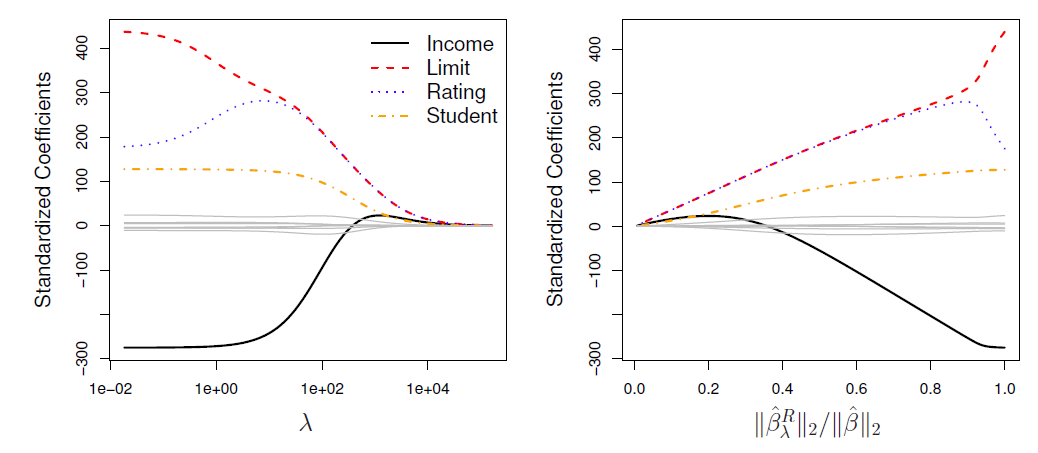 Standardized Coefficients
−300
−100
0
100
200
300
400
1e−02
1e+00
1e+02
1e+04
λ
Income
Limit
Rating
Student
Standardized Coefficients
−300
−100
0
100
200
300
400
0.0
0.2
0.4
0.6
0.8
1.0
‖β̂λᴿ‖₂/‖β̂‖₂